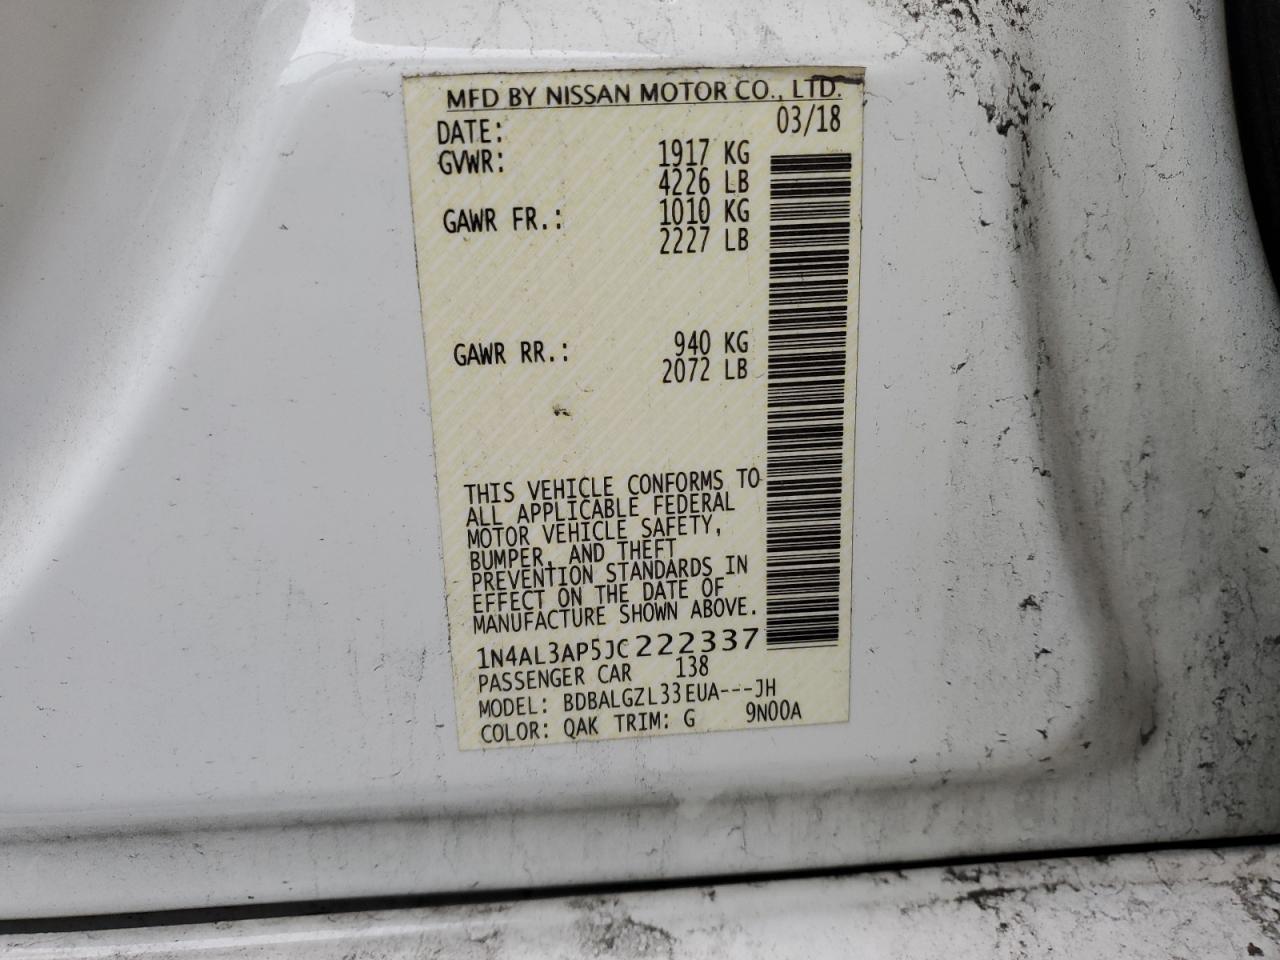 MFD BY NISSAN MOTOR CO., LTD.
DATE: 03/18
GVWR: 1917 KG
4226 LB
GAWR FR.: 1010 KG
2227 LB
GAWR RR.: 940 KG
2072 LB
THIS VEHICLE CONFORMS TO
ALL APPLICABLE FEDERAL
MOTOR VEHICLE SAFETY,
BUMPER, AND THEFT
PREVENTION STANDARDS IN
EFFECT ON THE DATE OF
MANUFACTURE SHOWN ABOVE.
1N4AL3AP5JC222337
PASSENGER CAR 138
MODEL: BDBALGZL33EUA---JH
COLOR: QAK TRIM: G 9N00A